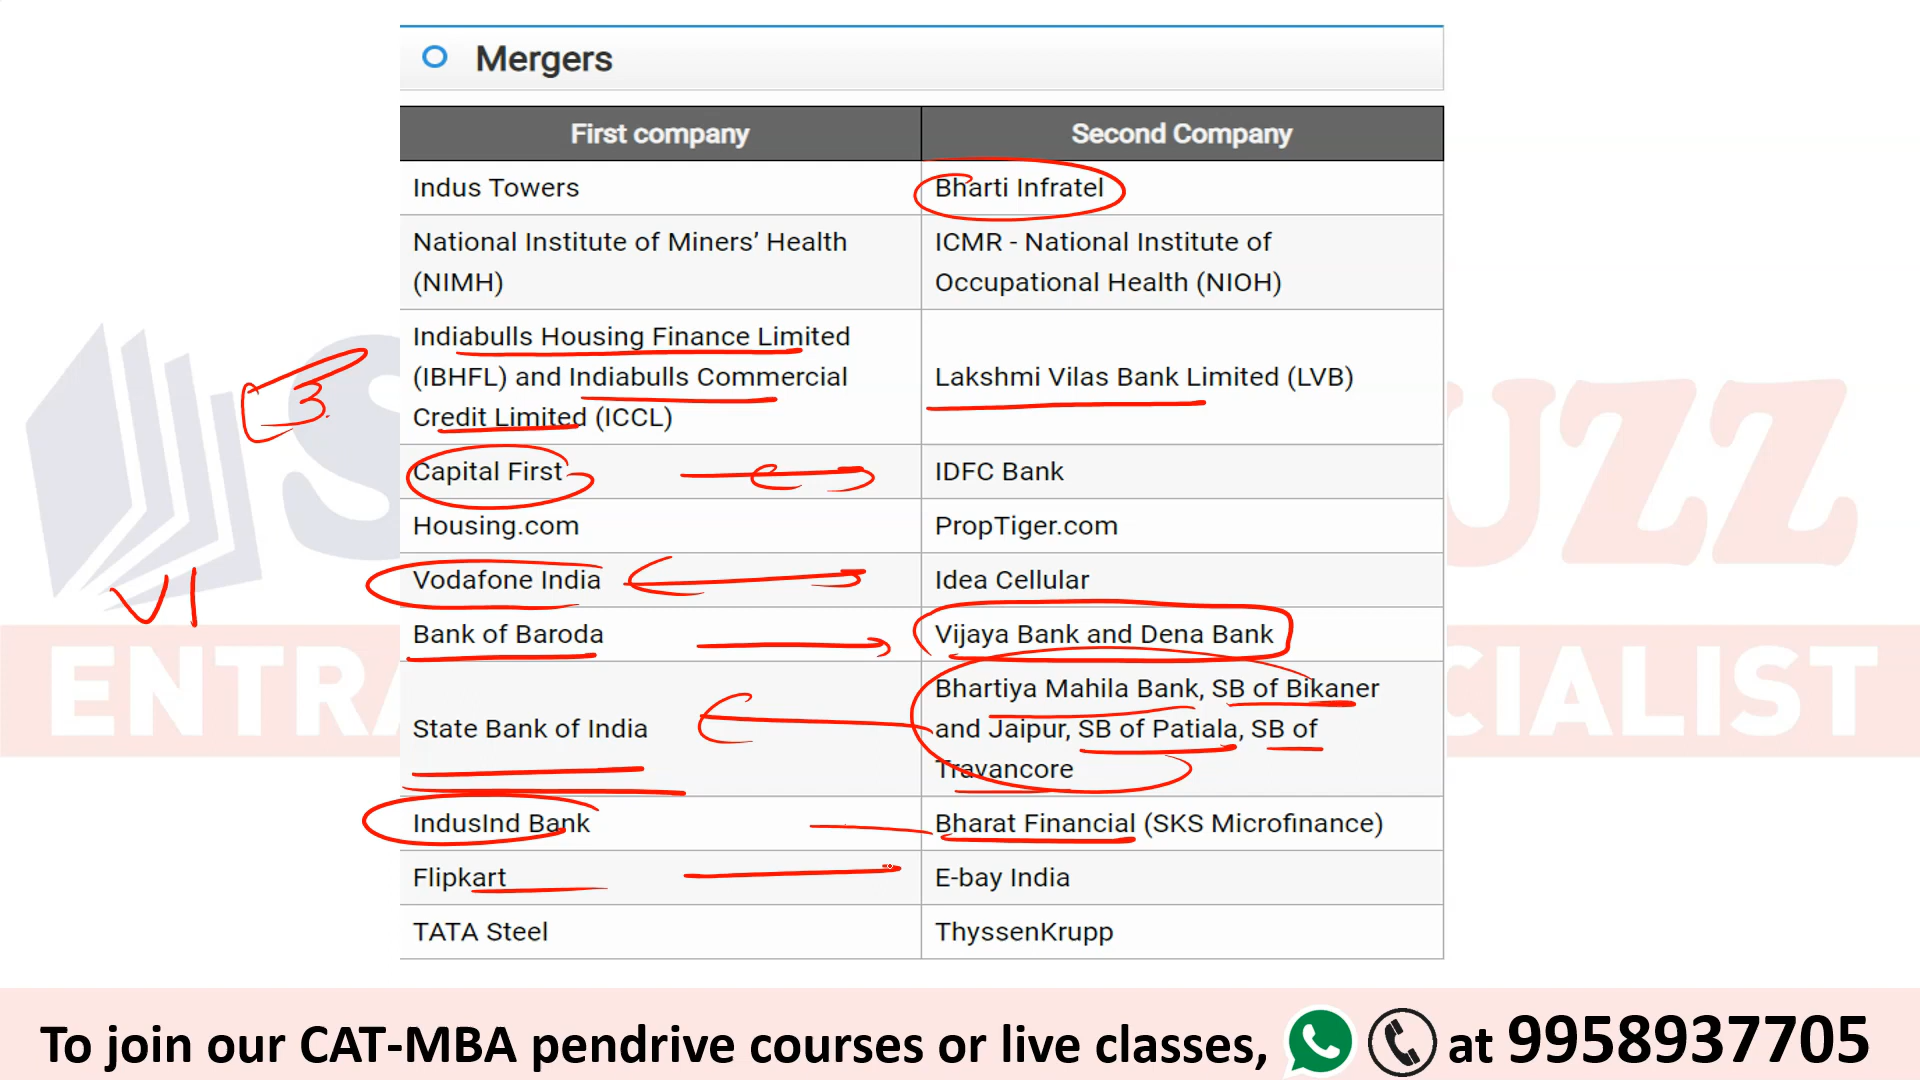 Mergers
First company Second Company
Indus Towers Bharti Infratel
National Institute of Miners’ Health
(NIMH)
ICMR - National Institute of
Occupational Health (NIOH)
Indiabulls Housing Finance Limited
(IBHFL) and Indiabulls Commercial
Credit Limited (ICCL)
Lakshmi Vilas Bank Limited (LVB)
Capital First IDFC Bank
Housing.com PropTiger.com
Vodafone India Idea Cellular
VI
Bank of Baroda Vijaya Bank and Dena Bank
State Bank of India
Bhartiya Mahila Bank, SB of Bikaner
and Jaipur, SB of Patiala, SB of
Travancore
IndusInd Bank Bharat Financial (SKS Microfinance)
Flipkart E-bay India
TATA Steel ThyssenKrupp
UZZ
ENTRA CIALIST
To join our CAT-MBA pendrive courses or live classes, at 9958937705